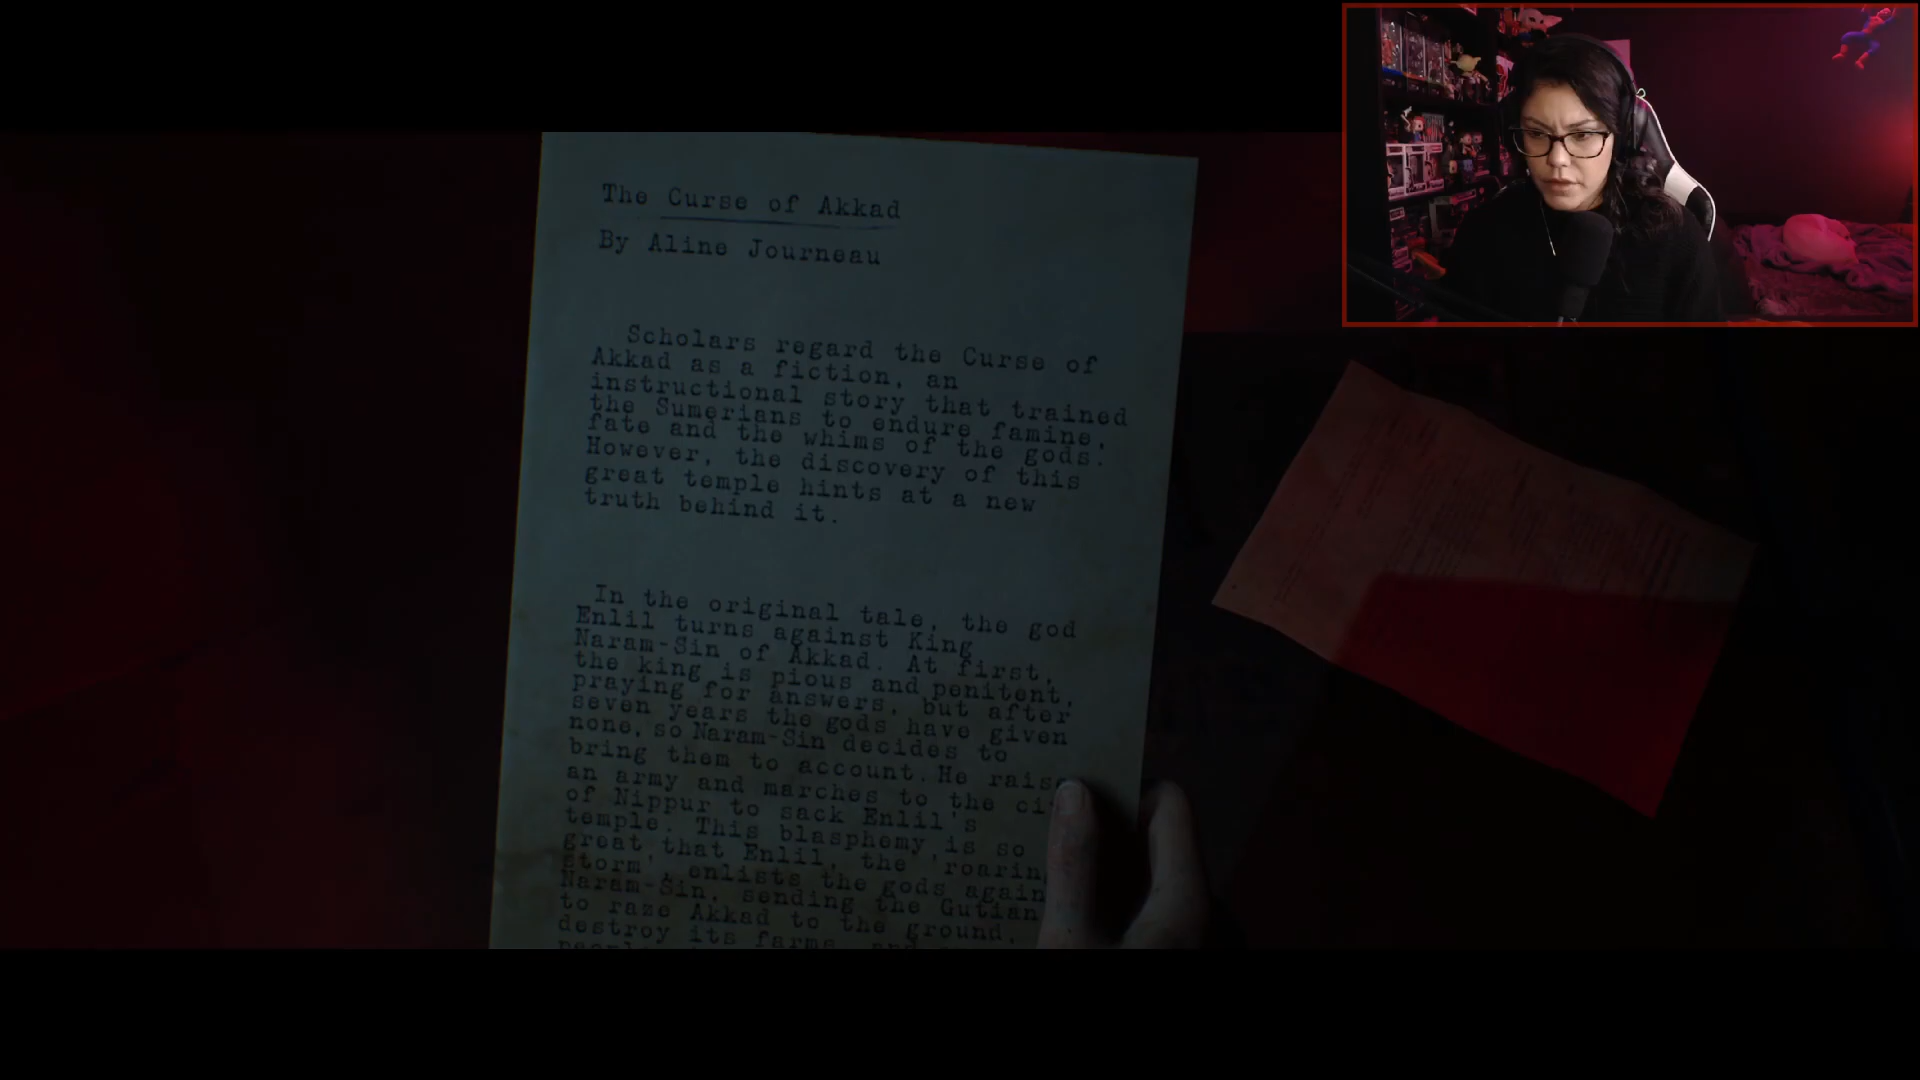 The Curse of Akkad
By Aline Journeau
Scholars regard the Curse of
Akkad as a fiction, an
instructional story that trained
the Sumerians to endure famine,
fate and the whims of the gods.
However, the discovery of this
great temple hints at a new
truth behind it.
In the original tale, the god
Enlil turns against King
Naram-Sin of Akkad. At first,
the king is pious and penitent,
praying for answers, but after
seven years the gods have given
none, so Naram-Sin decides to
bring them to account. He raise
an army and marches to the ci
of Nippur to sack Enlil's
temple. This blasphemy is so
great that Enlil, the 'roarin
storm', enlists the gods again
Naram-Sin, sending the Gutian
to rase Akkad to the ground,
destroy its farms, and